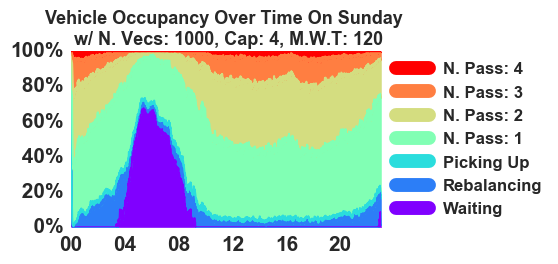 Vehicle Occupancy Over Time On Sunday
w/ N. Vecs: 1000, Cap: 4, M.W.T: 120
100%
80%
60%
40%
20%
0%
00 04 08 12 16 20
N. Pass: 4
N. Pass: 3
N. Pass: 2
N. Pass: 1
Picking Up
Rebalancing
Waiting